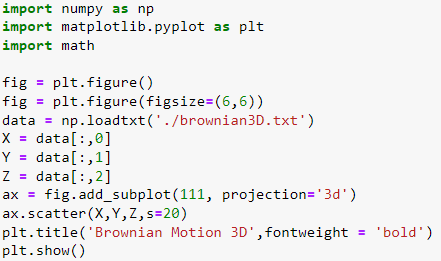 import numpy as np
import matplotlib.pyplot as plt
import math
fig = plt.figure()
fig = plt.figure(figsize=(6,6))
data = np.loadtxt('./brownian3D.txt')
X = data[:,0]
Y = data[:,1]
Z = data[:,2]
ax = fig.add_subplot(111, projection='3d')
ax.scatter(X,Y,Z,s=20)
plt.title('Brownian Motion 3D',fontweight = 'bold')
plt.show()